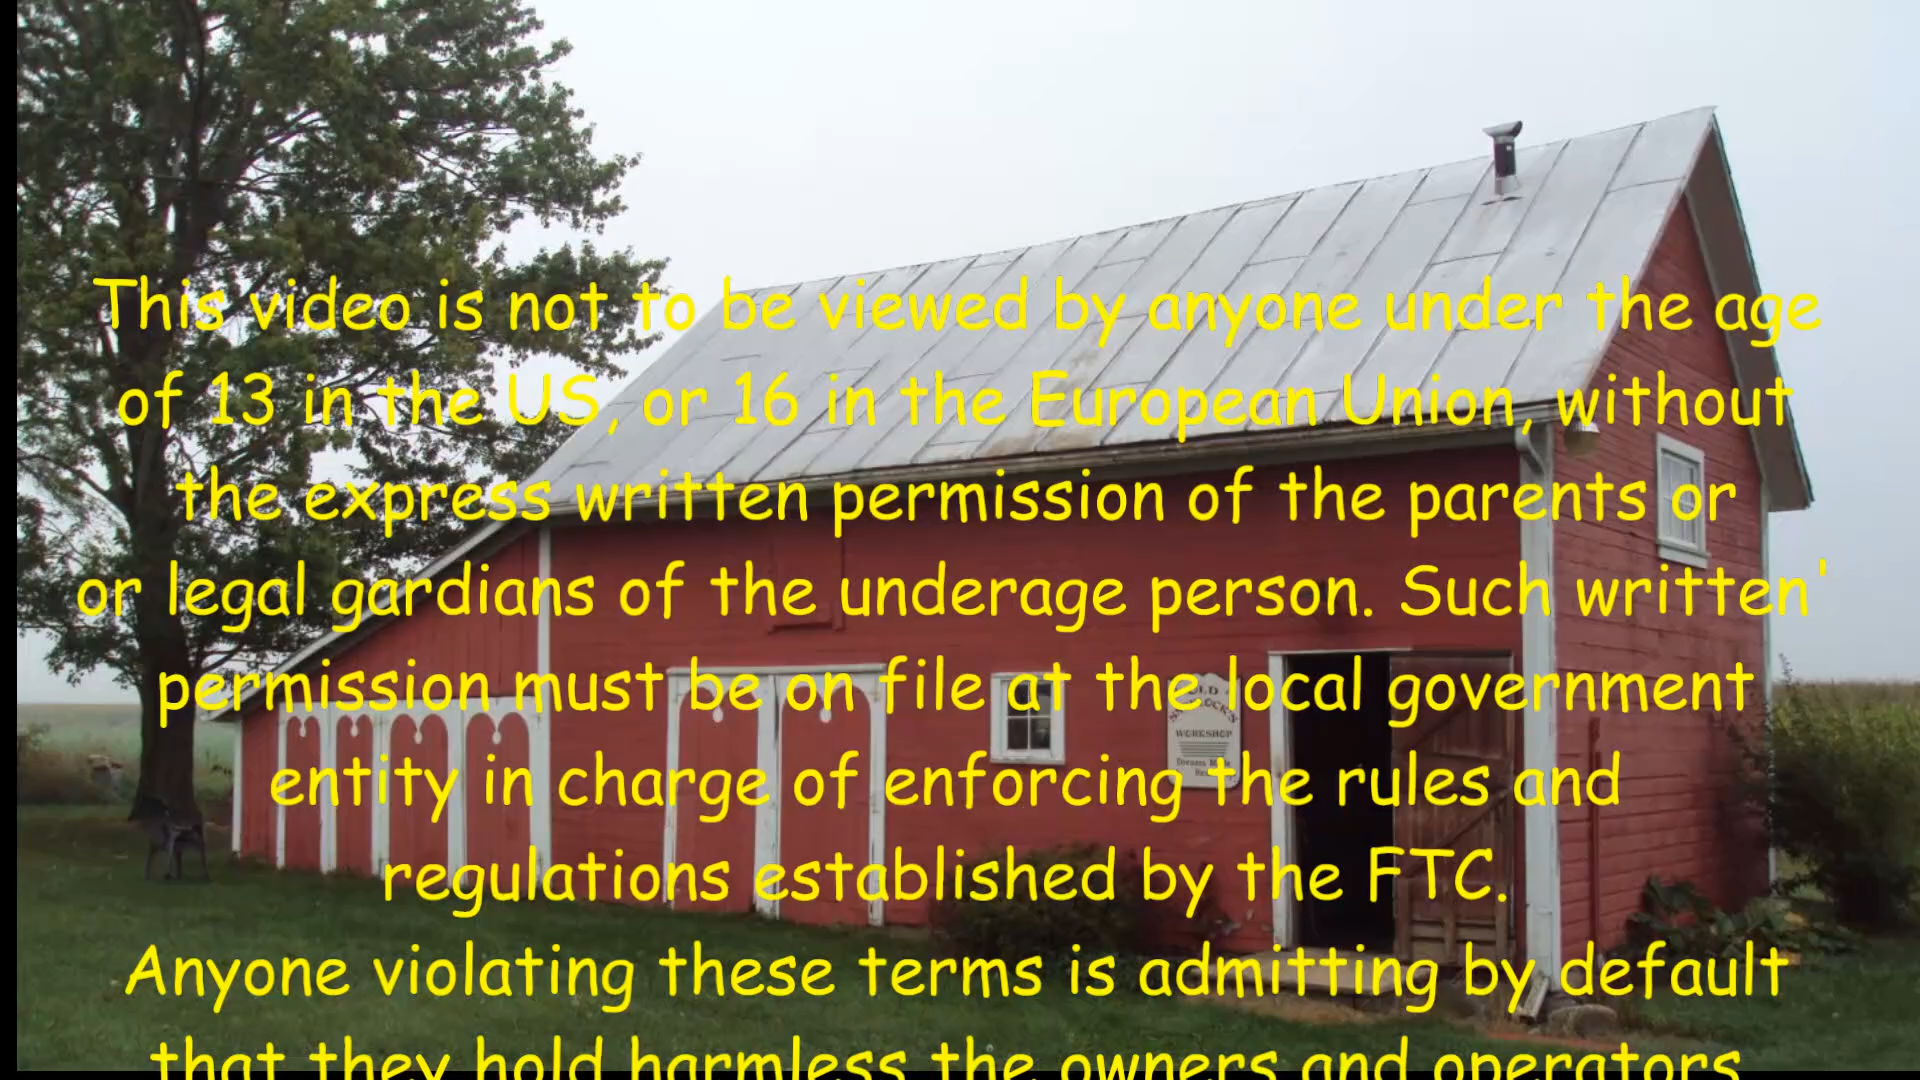 This video is not to be viewed by anyone under the age
of 13 in the US, or 16 in the European Union, without
the express written permission of the parents or
or legal gardians of the underage person. Such written'
permission must be on file at the local government
entity in charge of enforcing the rules and
regulations established by the FTC.
Anyone violating these terms is admitting by default
that they hold harmless the owners and operators
OLD
WORKSHOP